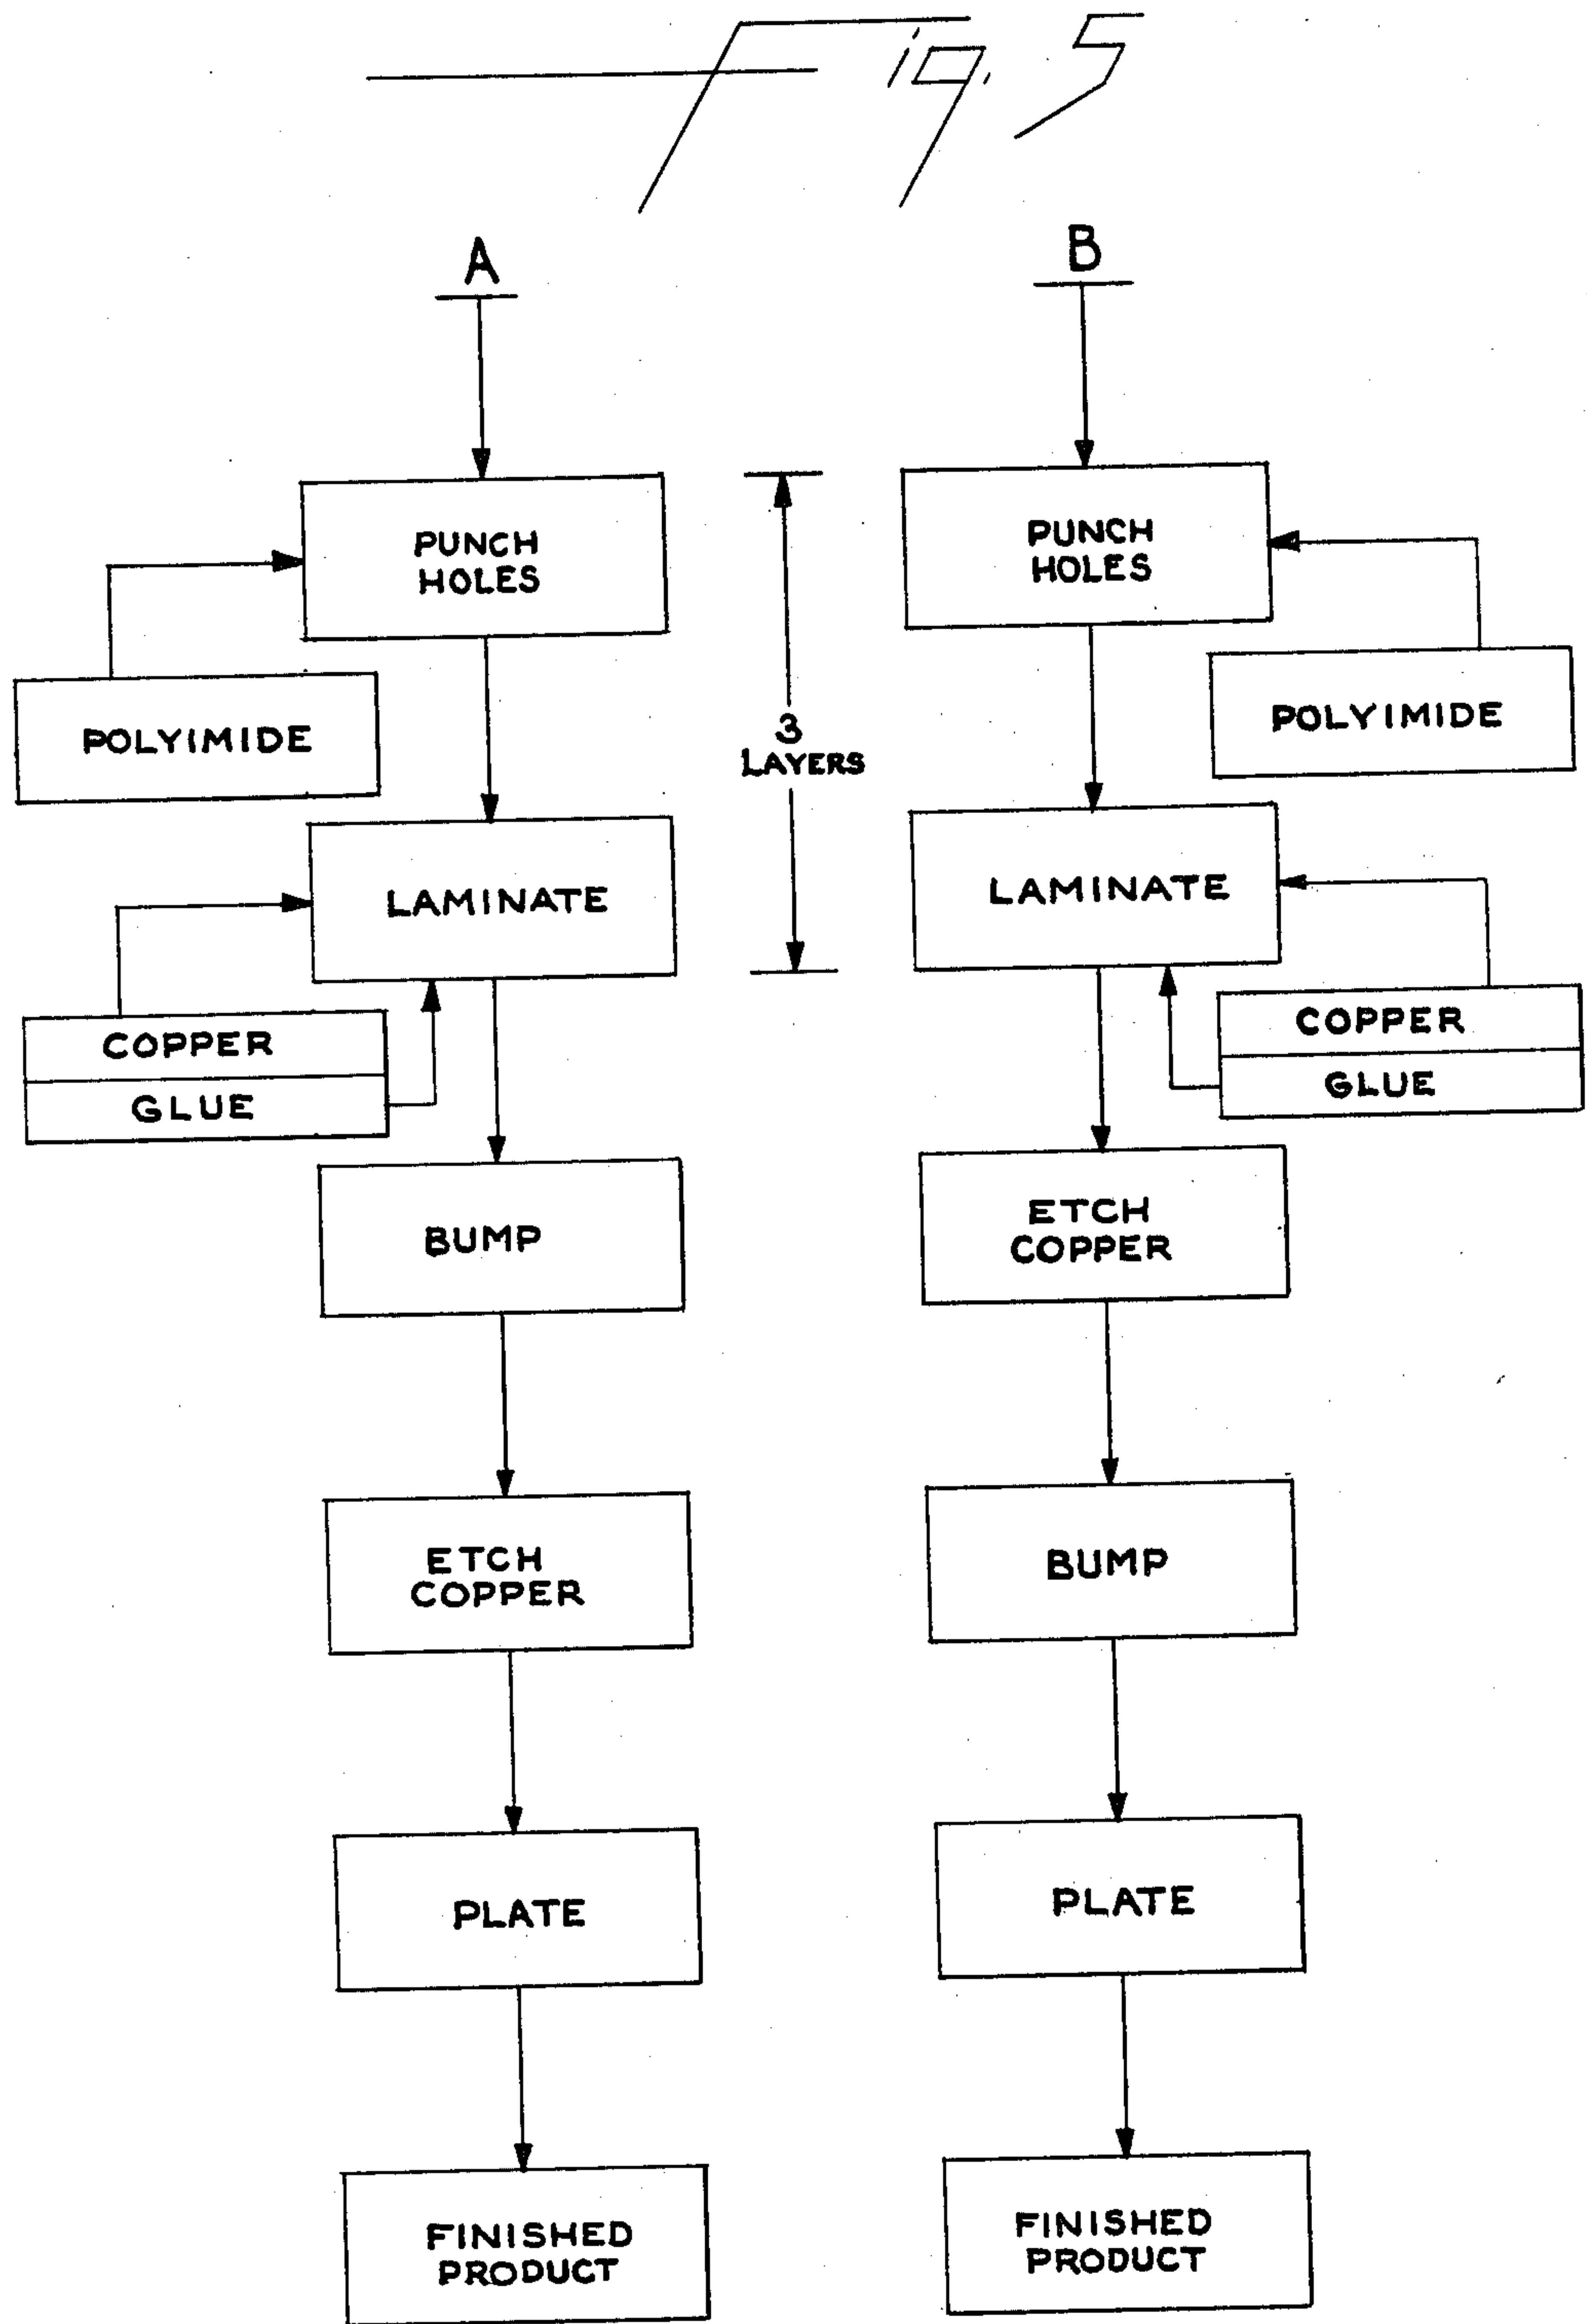 Fig. 5
A
PUNCH
HOLES
POLYIMIDE
LAMINATE
COPPER
GLUE
BUMP
ETCH
COPPER
PLATE
FINISHED
PRODUCT
3
LAYERS
B
PUNCH
HOLES
POLYIMIDE
LAMINATE
COPPER
GLUE
ETCH
COPPER
BUMP
PLATE
FINISHED
PRODUCT